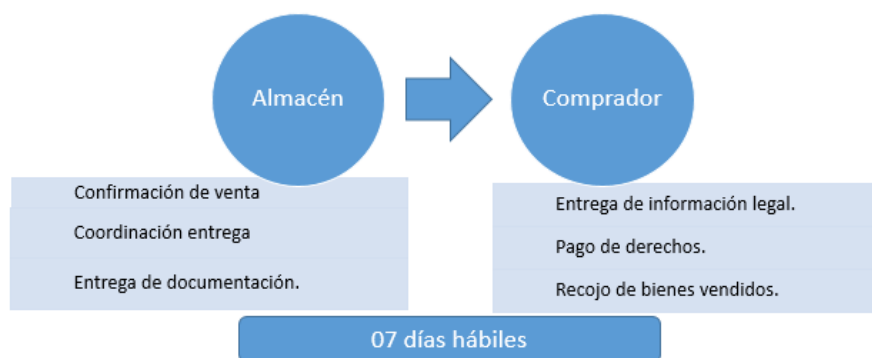 Almacén
Comprador
Confirmación de venta
Coordinación entrega
Entrega de documentación.
Entrega de información legal.
Pago de derechos.
Recojo de bienes vendidos.
07 días hábiles